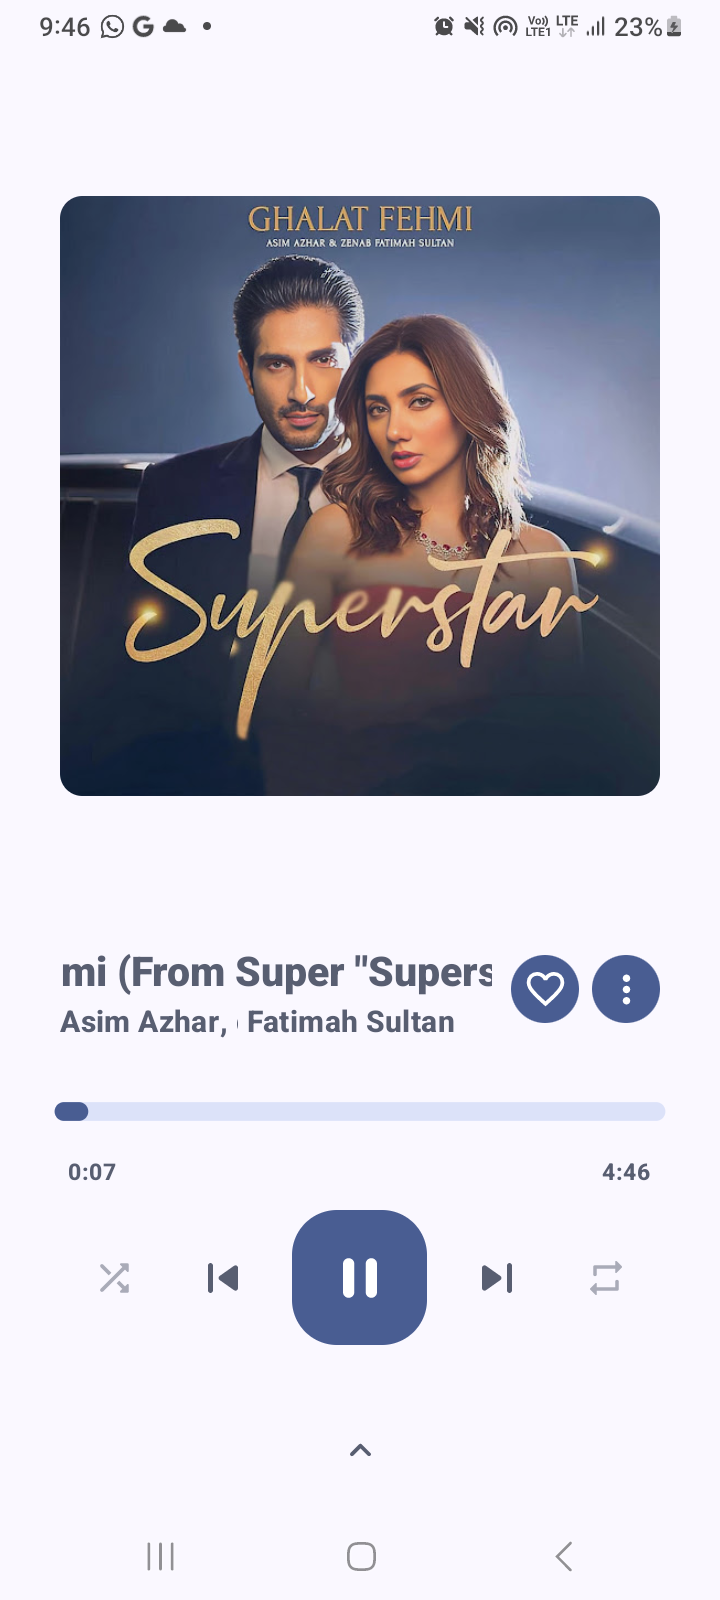 9:46 G Vo)) LTE 23%
LTE1
GHALAT FEHMI
ASIM AZHAR & ZENAB FATIMAH SULTAN
Superstar
mi (From Super "Supers
Asim Azhar, Fatimah Sultan
0:07 4:46